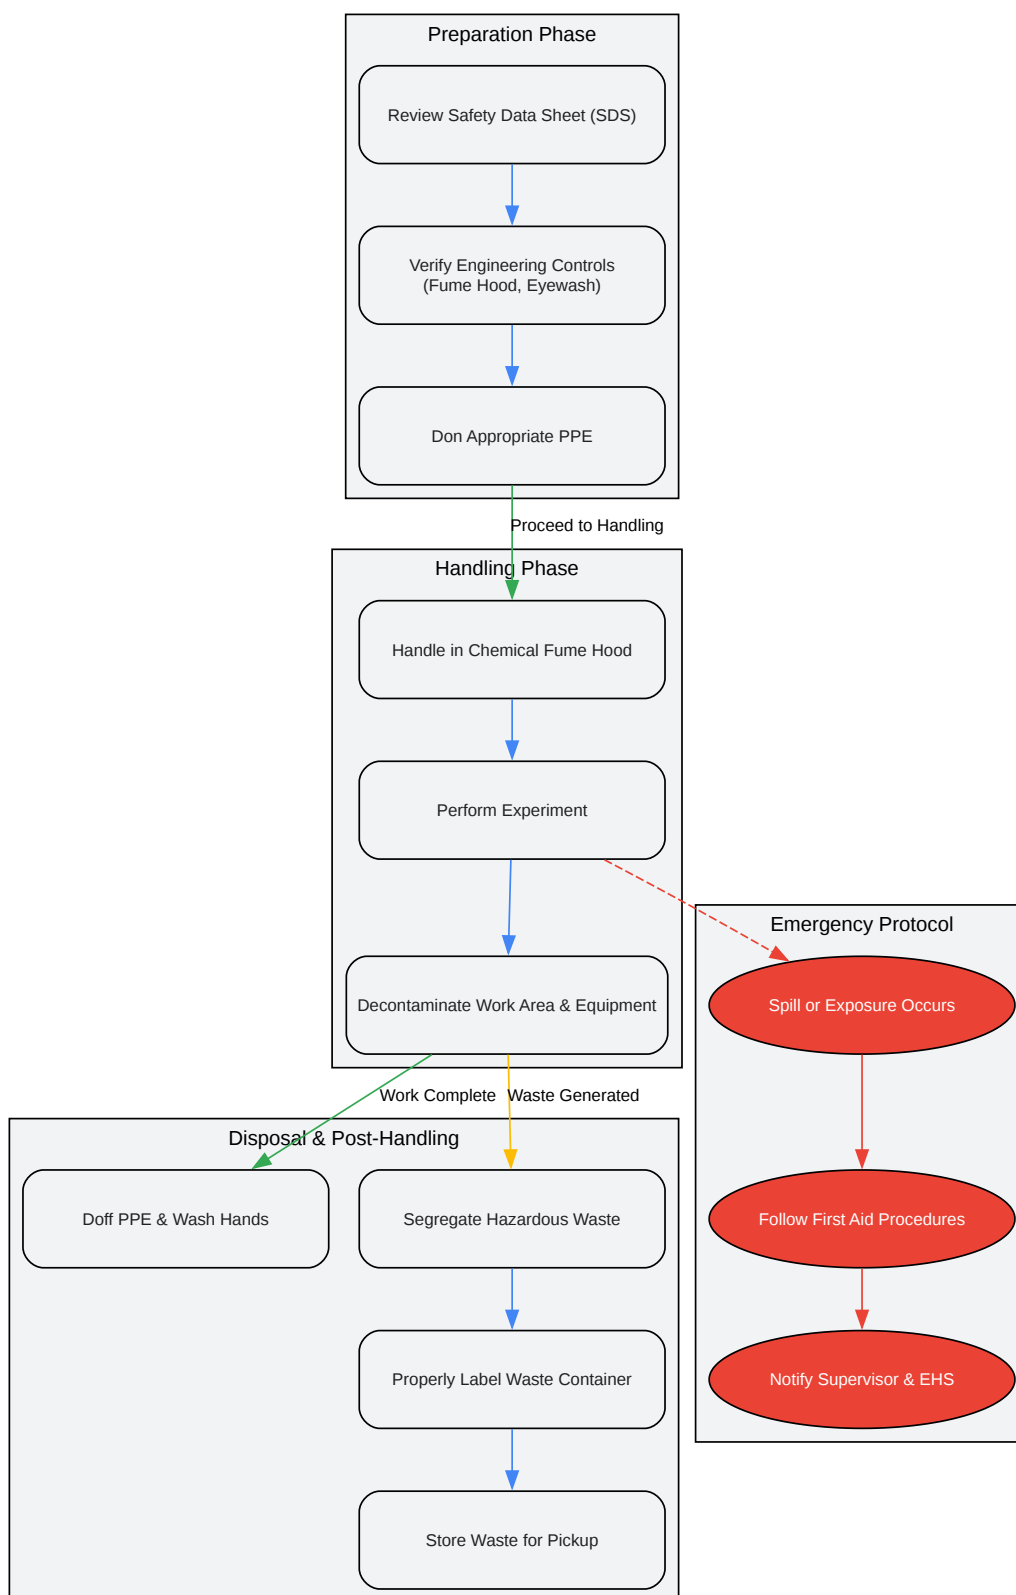 Preparation Phase
Review Safety Data Sheet (SDS)
Verify Engineering Controls
(Fume Hood, Eyewash)
Don Appropriate PPE
Proceed to Handling
Handling Phase
Handle in Chemical Fume Hood
Perform Experiment
Decontaminate Work Area & Equipment
Emergency Protocol
Spill or Exposure Occurs
Follow First Aid Procedures
Notify Supervisor & EHS
Work Complete
Waste Generated
Disposal & Post-Handling
Doff PPE & Wash Hands
Segregate Hazardous Waste
Properly Label Waste Container
Store Waste for Pickup